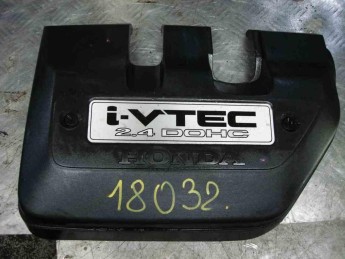 i-VTEC
2.4 DOHC
HONDA
18032.